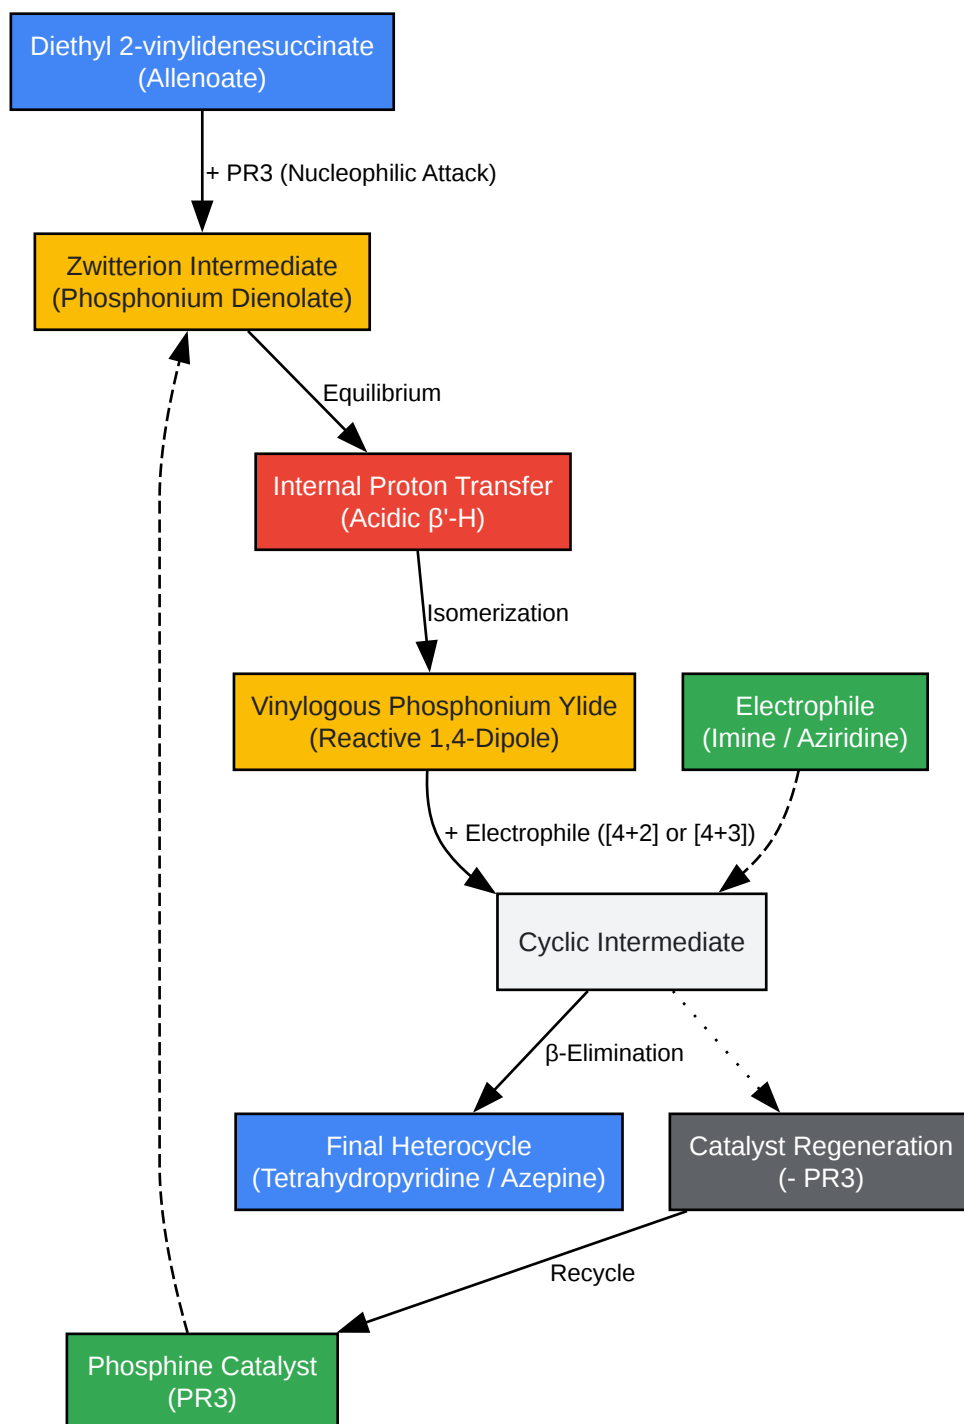 Diethyl 2-vinylidenesuccinate
(Allenoate)
+ PR3 (Nucleophilic Attack)
Zwitterion Intermediate
(Phosphonium Dienolate)
Equilibrium
Internal Proton Transfer
(Acidic β'-H)
Isomerization
Vinylogous Phosphonium Ylide
(Reactive 1,4-Dipole)
Electrophile
(Imine / Aziridine)
+ Electrophile ([4+2] or [4+3])
Cyclic Intermediate
β-Elimination
Final Heterocycle
(Tetrahydropyridine / Azepine)
Catalyst Regeneration
(- PR3)
Recycle
Phosphine Catalyst
(PR3)